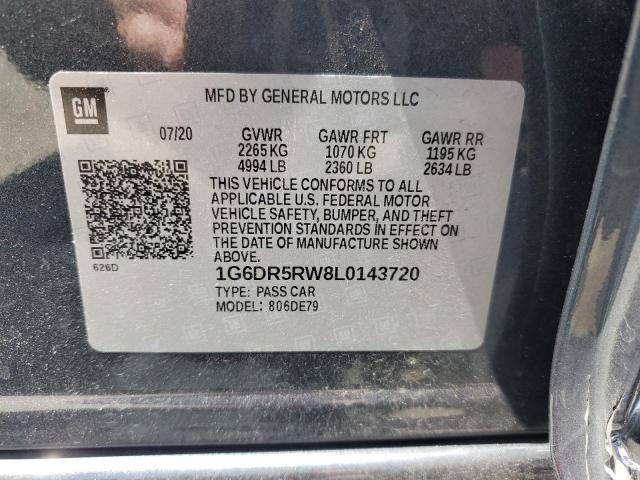 GM
MFD BY GENERAL MOTORS LLC
07/20 GVWR GAWR FRT GAWR RR
2265 KG 1070 KG 1195 KG
4994 LB 2360 LB 2634 LB
THIS VEHICLE CONFORMS TO ALL
APPLICABLE U.S. FEDERAL MOTOR
VEHICLE SAFETY, BUMPER, AND THEFT
PREVENTION STANDARDS IN EFFECT
ON THE DATE OF MANUFACTURE SHOWN
ABOVE.
626D
1G6DR5RW8L0143720
TYPE: PASS CAR
MODEL: 806DE79